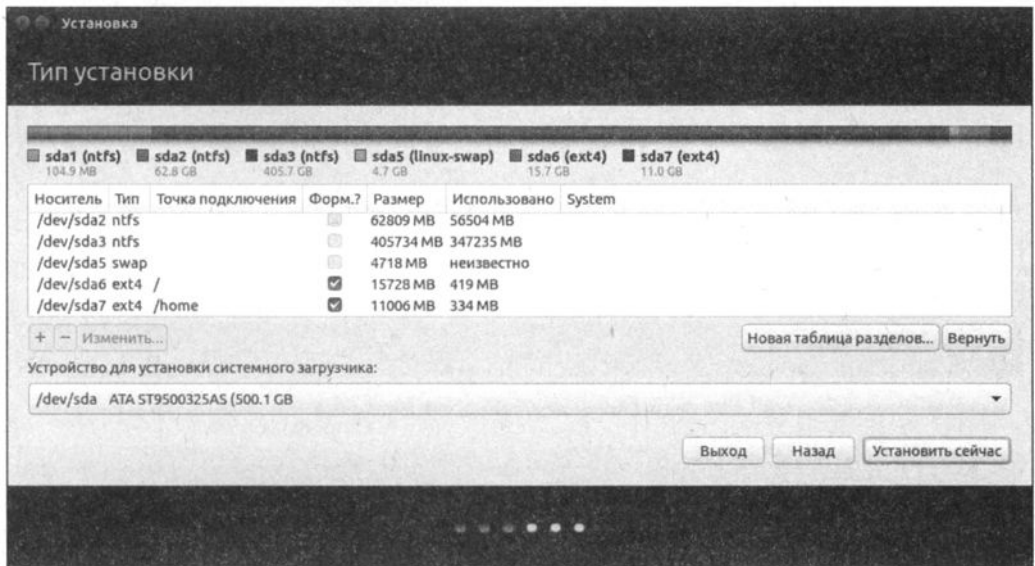 Установка
Тип установки
sda1 (ntfs) sda2 (ntfs) sda3 (ntfs) sda5 (linux-swap) sda6 (ext4) sda7 (ext4)
104.9 MB 62.8 GB 405.7 GB 4.7 GB 15.7 GB 11.0 GB
Носитель Тип Точка подключения Форм.? Размер Использовано System
/dev/sda2 ntfs 62809 MB 56504 MB
/dev/sda3 ntfs 405734 MB 347235 MB
/dev/sda5 swap 4718 MB неизвестно
/dev/sda6 ext4 / 15728 MB 419 MB
/dev/sda7 ext4 /home 11006 MB 334 MB
+ − Изменить... Новая таблица разделов... Вернуть
Устройство для установки системного загрузчика:
/dev/sda ATA ST9500325AS (500.1 GB
Выход Назад Установить сейчас